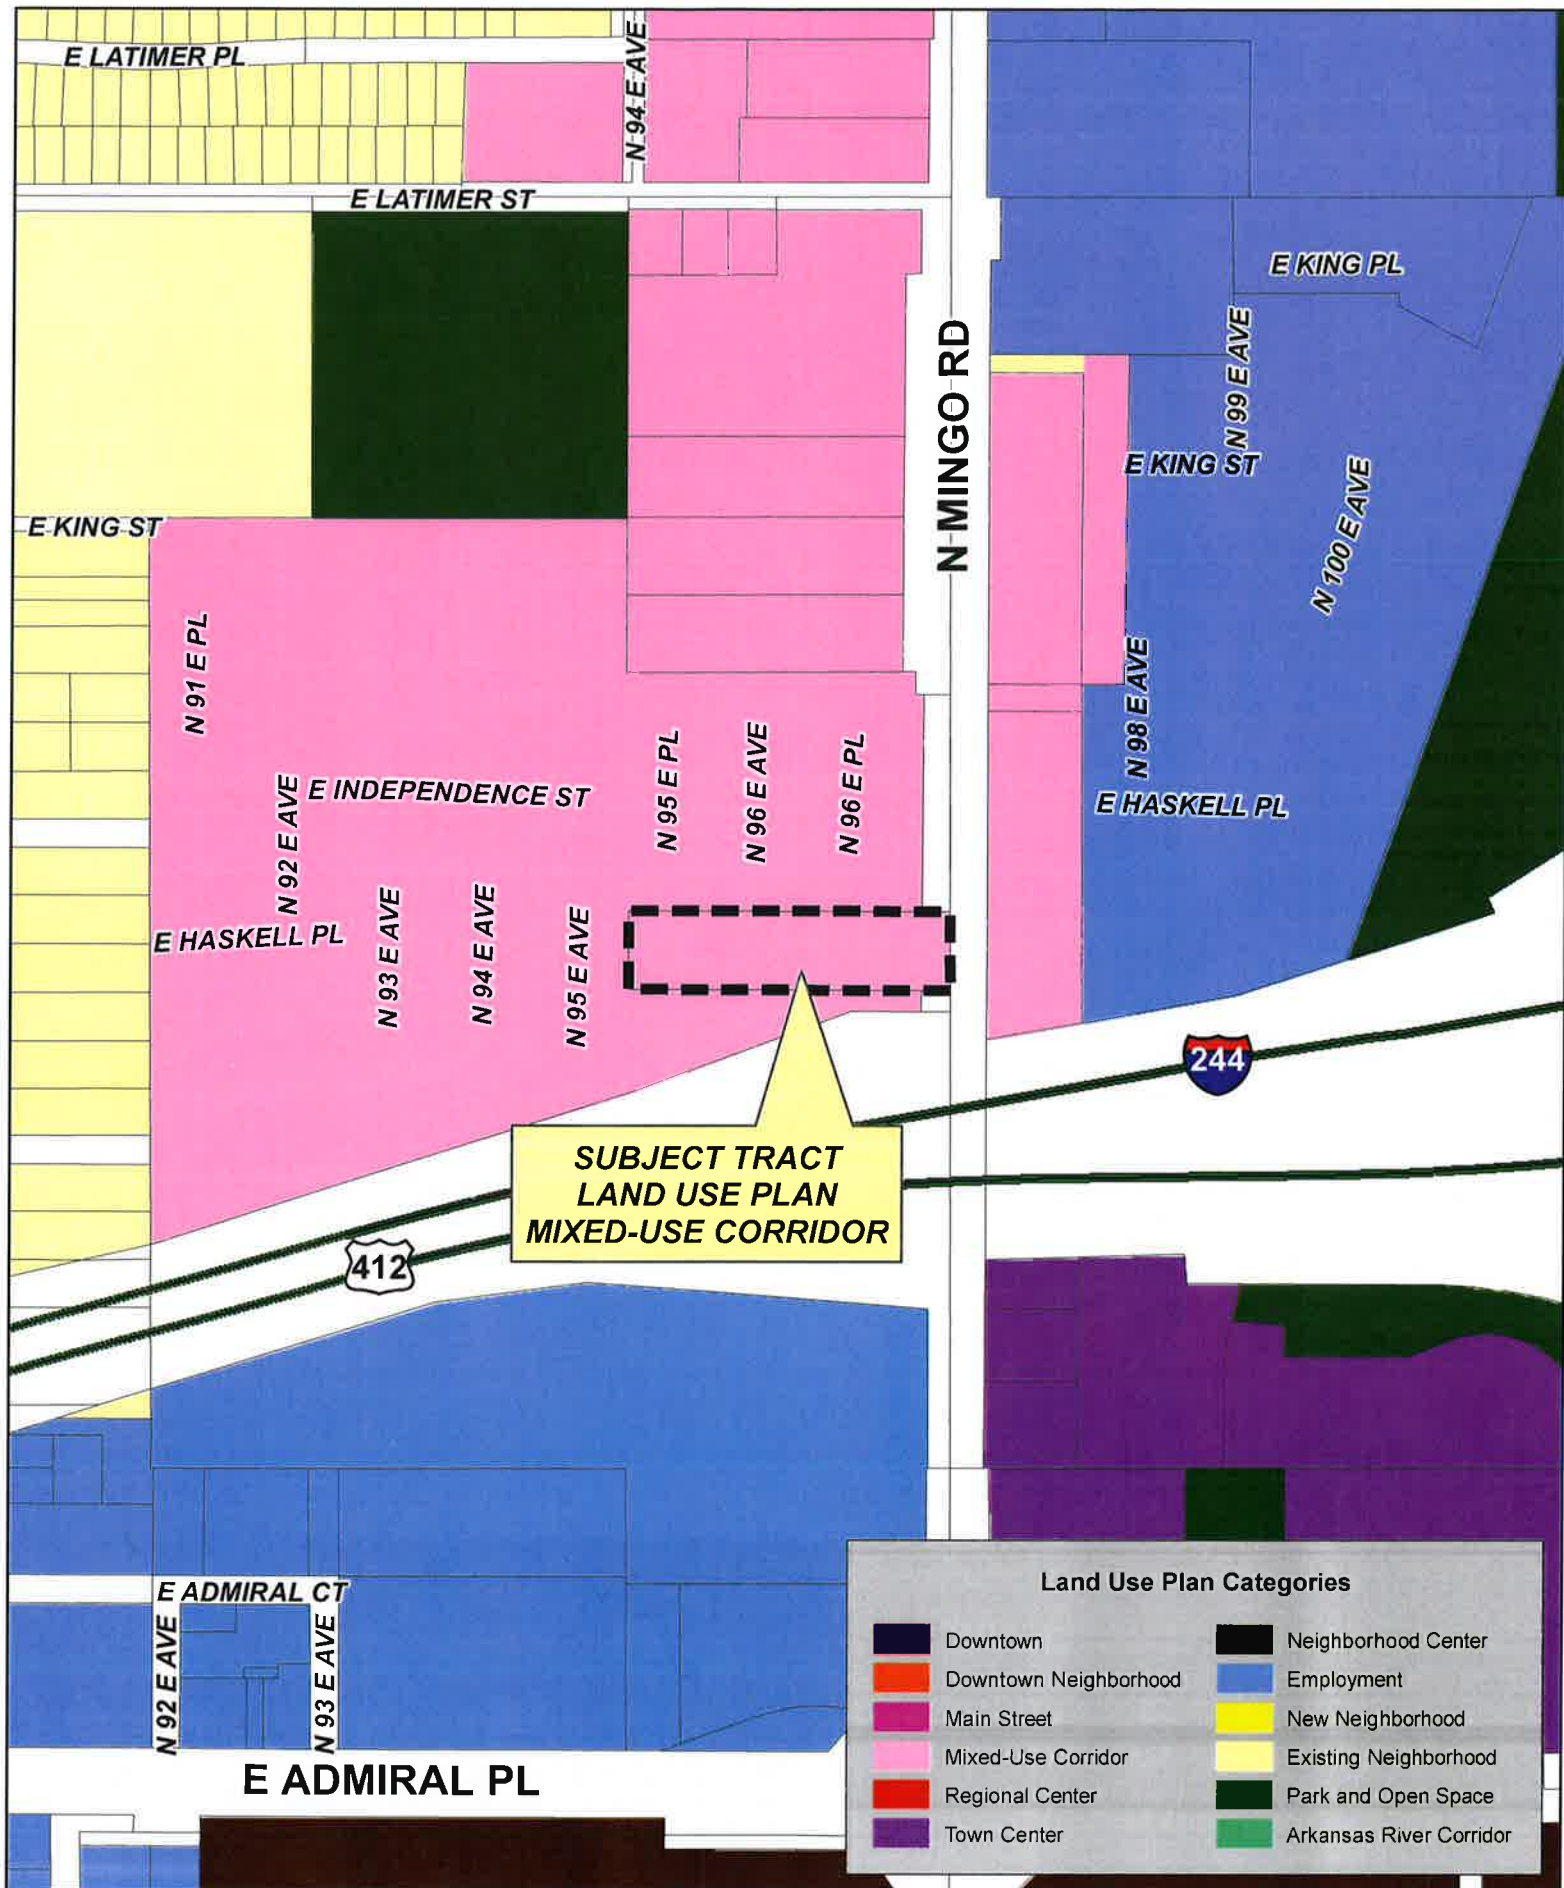 E LATIMER PL
N 94 E AVE
E LATIMER ST
E KING PL
N MINGO RD
N 99 E AVE
E KING ST
N 100 E AVE
E KING ST
N 91 E PL
N 98 E AVE
N 95 E PL
N 96 E AVE
N 96 E PL
N 92 E AVE
E INDEPENDENCE ST
E HASKELL PL
E HASKELL PL
N 93 E AVE
N 94 E AVE
N 95 E AVE
244
SUBJECT TRACT
LAND USE PLAN
MIXED-USE CORRIDOR
412
E ADMIRAL CT
N 92 E AVE
N 93 E AVE
E ADMIRAL PL
Land Use Plan Categories
Downtown
Downtown Neighborhood
Main Street
Mixed-Use Corridor
Regional Center
Town Center
Neighborhood Center
Employment
New Neighborhood
Existing Neighborhood
Park and Open Space
Arkansas River Corridor